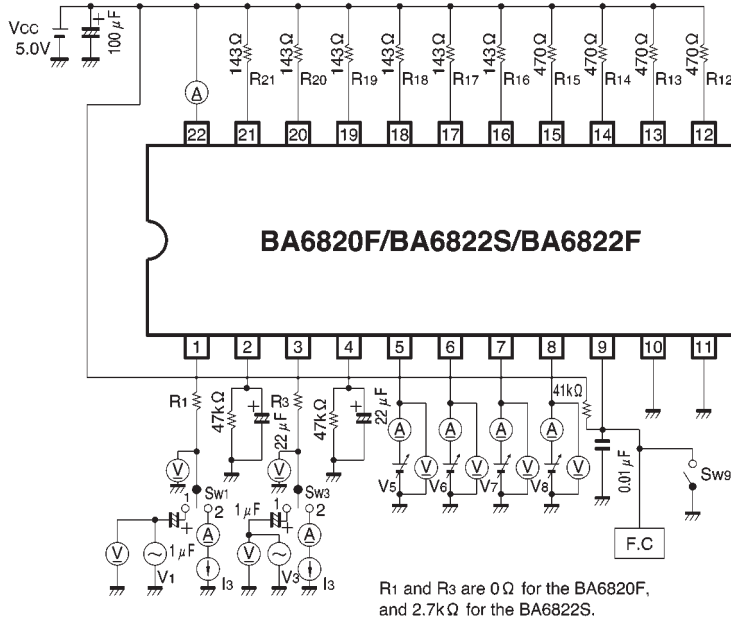 VCC
5.0V
100 μF
143Ω
143Ω
143Ω
143Ω
143Ω
143Ω
470Ω
470Ω
470Ω
470Ω
R21
R20
R19
R18
R17
R16
R15
R14
R13
R12
A
22
21
20
19
18
17
16
15
14
13
12
BA6820F/BA6822S/BA6822F
1
2
3
4
5
6
7
8
9
10
11
R1
47kΩ
22 μF
R3
47kΩ
22 μF
41kΩ
A
A
A
A
V
V
V
V
V
V
V5
V6
V7
V8
0.01 μF
SW9
F.C
1
SW1
2
1 μF
1
SW3
2
1 μF
A
A
V
V1
I3
V
V3
I3
R1 and R3 are 0Ω for the BA6820F,
and 2.7kΩ for the BA6822S.